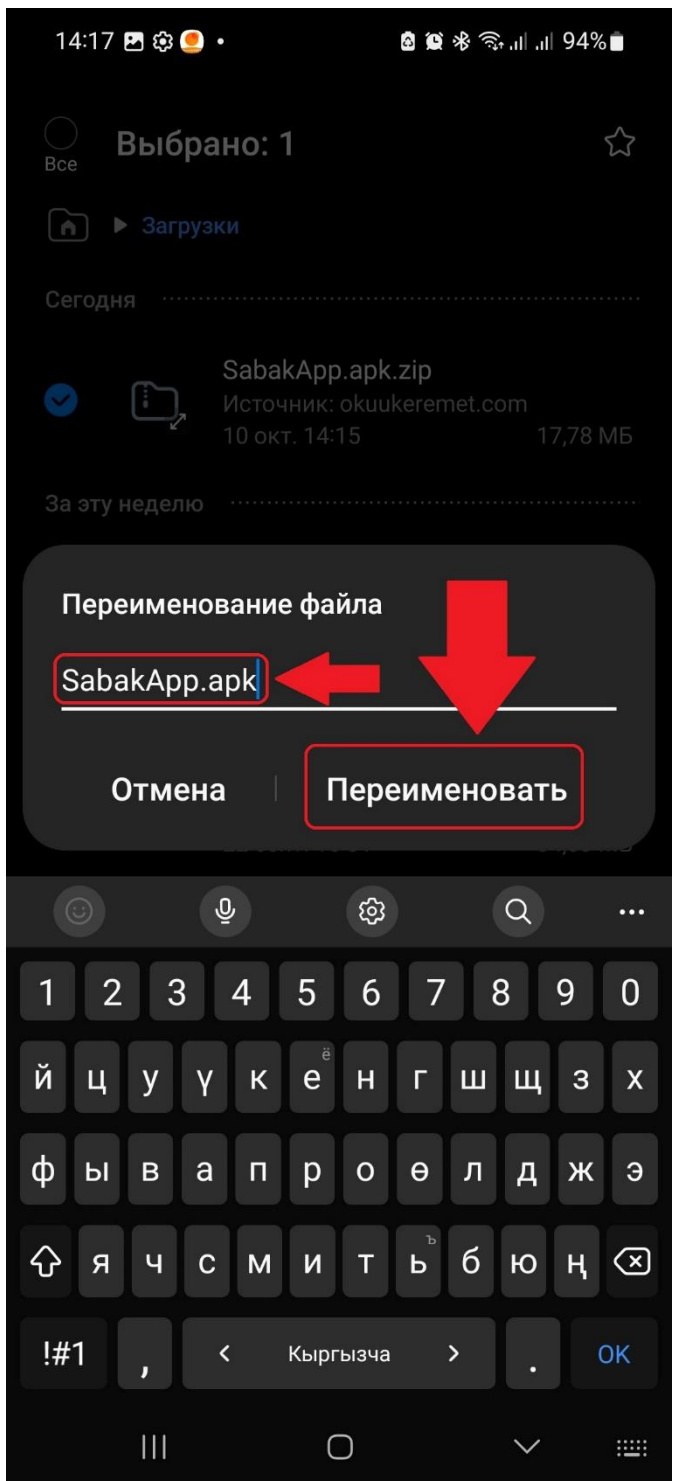 14:17 94%
Выбрано: 1
Все
Загрузки
Сегодня
SabakApp.apk.zip
Источник: okuukeremet.com
10 окт. 14:15 17,78 МБ
За эту неделю
Переименование файла
SabakApp.apk
Отмена Переименовать
1 2 3 4 5 6 7 8 9 0
й ц у ү к е ё н г ш щ з х
ф ы в а п р о ө л д ж э
я ч с м и т ь ъ б ю ң
!#1 , < Кыргызча > . OK